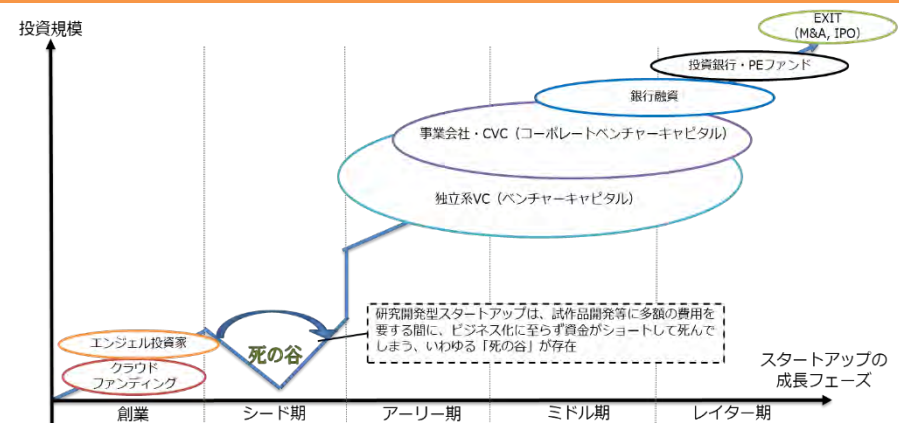 投資規模
EXIT
（M&A, IPO）
投資銀行・PEファンド
銀行融資
事業会社・CVC（コーポレートベンチャーキャピタル）
独立系VC（ベンチャーキャピタル）
研究開発型スタートアップは、試作品開発等に多額の費用を
要する間に、ビジネス化に至らず資金がショートして死んで
しまう、いわゆる「死の谷」が存在
エンジェル投資家
死の谷
クラウド
ファンディング
スタートアップの
成長フェーズ
創業
シード期
アーリー期
ミドル期
レイター期